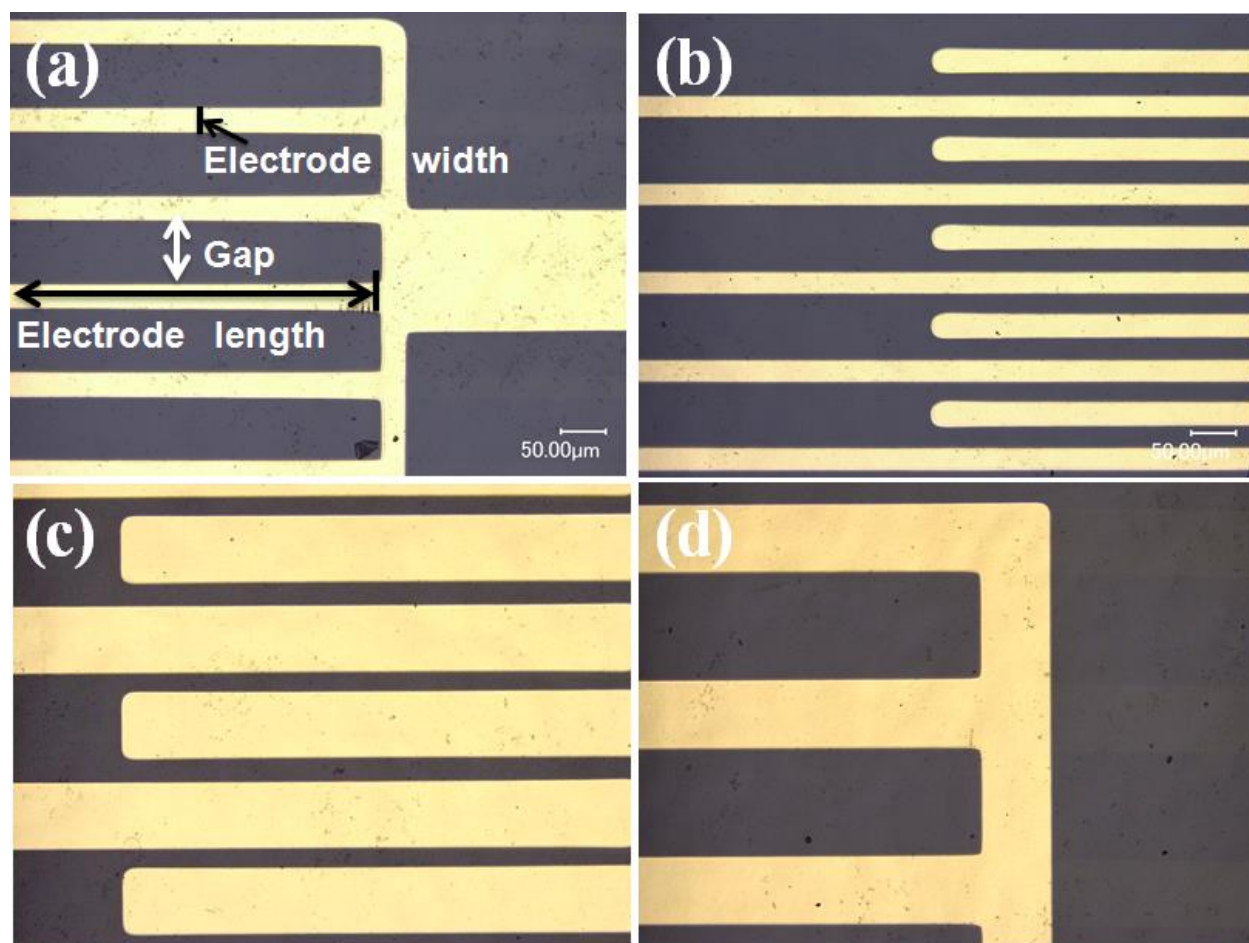 (a)
Electrode width
Gap
Electrode length
50.00µm
(b)
50.00µm
(c)
(d)